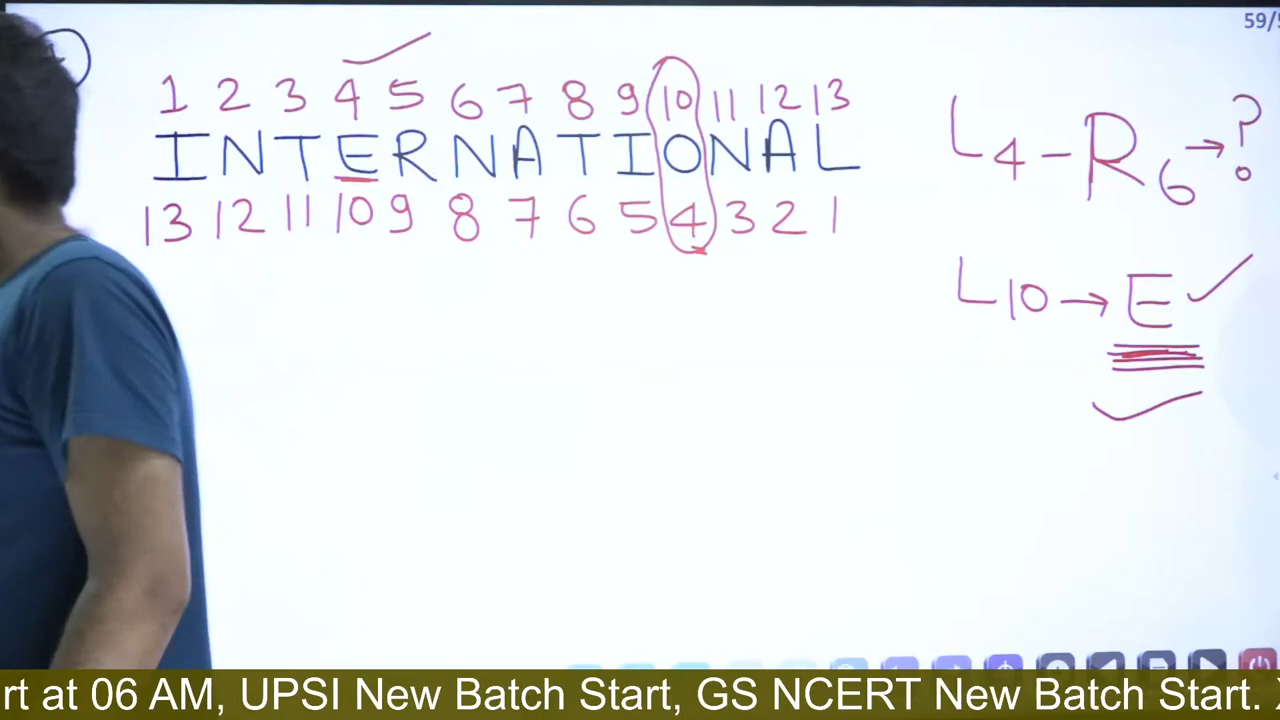 59/
1 2 3 4 5 6 7 8 9 10 11 12 13
INTERNATIONAL
13 12 11 10 9 8 7 6 5 4 3 2 1
L4-R6→?
L10→E
rt at 06 AM, UPSI New Batch Start, GS NCERT New Batch Start.